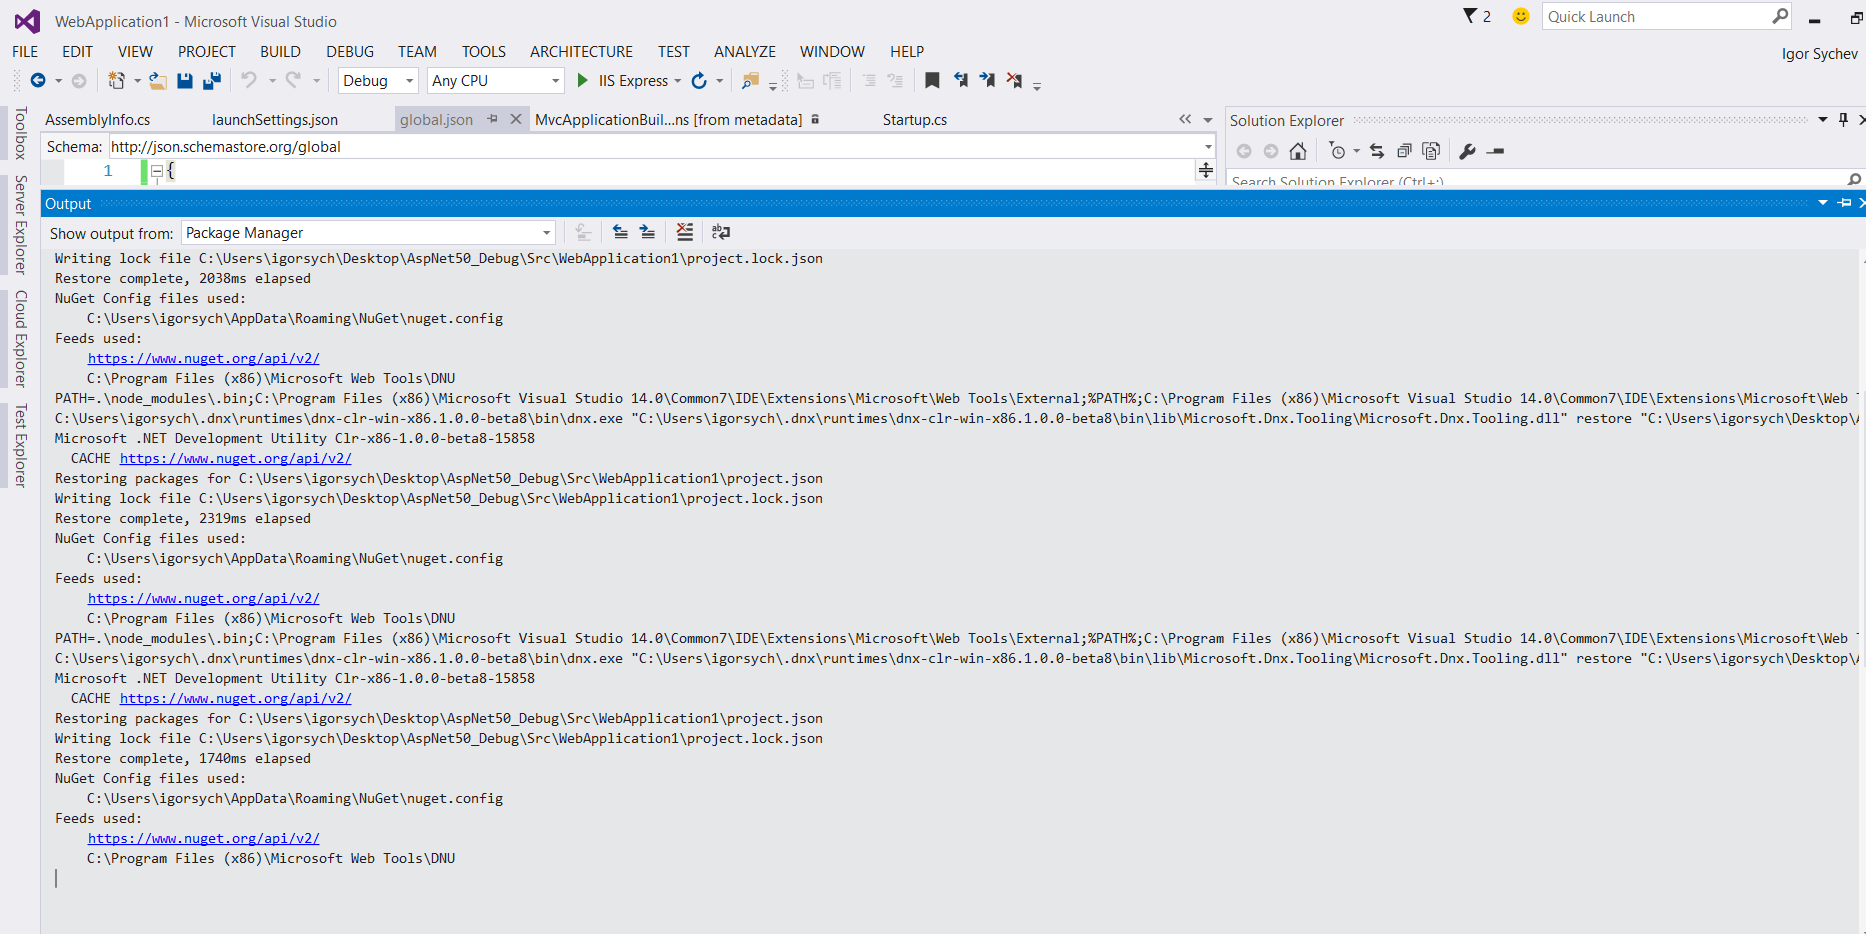 WebApplication1 - Microsoft Visual Studio
2
Quick Launch
FILE EDIT VIEW PROJECT BUILD DEBUG TEAM TOOLS ARCHITECTURE TEST ANALYZE WINDOW HELP
Igor Sychev
Debug Any CPU IIS Express
Toolbox
Server Explorer
Cloud Explorer
Test Explorer
AssemblyInfo.cs launchSettings.json global.json MvcApplicationBuil...ns [from metadata] Startup.cs
Schema: http://json.schemastore.org/global
1 {
Solution Explorer
Search Solution Explorer (Ctrl+;)
Output
Show output from: Package Manager
Writing lock file C:\Users\igorsych\Desktop\AspNet50_Debug\Src\WebApplication1\project.lock.json
Restore complete, 2038ms elapsed
NuGet Config files used:
C:\Users\igorsych\AppData\Roaming\NuGet\nuget.config
Feeds used:
https://www.nuget.org/api/v2/
C:\Program Files (x86)\Microsoft Web Tools\DNU
PATH=.\node_modules\.bin;C:\Program Files (x86)\Microsoft Visual Studio 14.0\Common7\IDE\Extensions\Microsoft\Web Tools\External;%PATH%;C:\Program Files (x86)\Microsoft Visual Studio 14.0\Common7\IDE\Extensions\Microsoft\Web T
C:\Users\igorsych\.dnx\runtimes\dnx-clr-win-x86.1.0.0-beta8\bin\dnx.exe "C:\Users\igorsych\.dnx\runtimes\dnx-clr-win-x86.1.0.0-beta8\bin\lib\Microsoft.Dnx.Tooling\Microsoft.Dnx.Tooling.dll" restore "C:\Users\igorsych\Desktop\A
Microsoft .NET Development Utility Clr-x86-1.0.0-beta8-15858
CACHE https://www.nuget.org/api/v2/
Restoring packages for C:\Users\igorsych\Desktop\AspNet50_Debug\Src\WebApplication1\project.json
Writing lock file C:\Users\igorsych\Desktop\AspNet50_Debug\Src\WebApplication1\project.lock.json
Restore complete, 2319ms elapsed
NuGet Config files used:
C:\Users\igorsych\AppData\Roaming\NuGet\nuget.config
Feeds used:
https://www.nuget.org/api/v2/
C:\Program Files (x86)\Microsoft Web Tools\DNU
PATH=.\node_modules\.bin;C:\Program Files (x86)\Microsoft Visual Studio 14.0\Common7\IDE\Extensions\Microsoft\Web Tools\External;%PATH%;C:\Program Files (x86)\Microsoft Visual Studio 14.0\Common7\IDE\Extensions\Microsoft\Web T
C:\Users\igorsych\.dnx\runtimes\dnx-clr-win-x86.1.0.0-beta8\bin\dnx.exe "C:\Users\igorsych\.dnx\runtimes\dnx-clr-win-x86.1.0.0-beta8\bin\lib\Microsoft.Dnx.Tooling\Microsoft.Dnx.Tooling.dll" restore "C:\Users\igorsych\Desktop\A
Microsoft .NET Development Utility Clr-x86-1.0.0-beta8-15858
CACHE https://www.nuget.org/api/v2/
Restoring packages for C:\Users\igorsych\Desktop\AspNet50_Debug\Src\WebApplication1\project.json
Writing lock file C:\Users\igorsych\Desktop\AspNet50_Debug\Src\WebApplication1\project.lock.json
Restore complete, 1740ms elapsed
NuGet Config files used:
C:\Users\igorsych\AppData\Roaming\NuGet\nuget.config
Feeds used:
https://www.nuget.org/api/v2/
C:\Program Files (x86)\Microsoft Web Tools\DNU